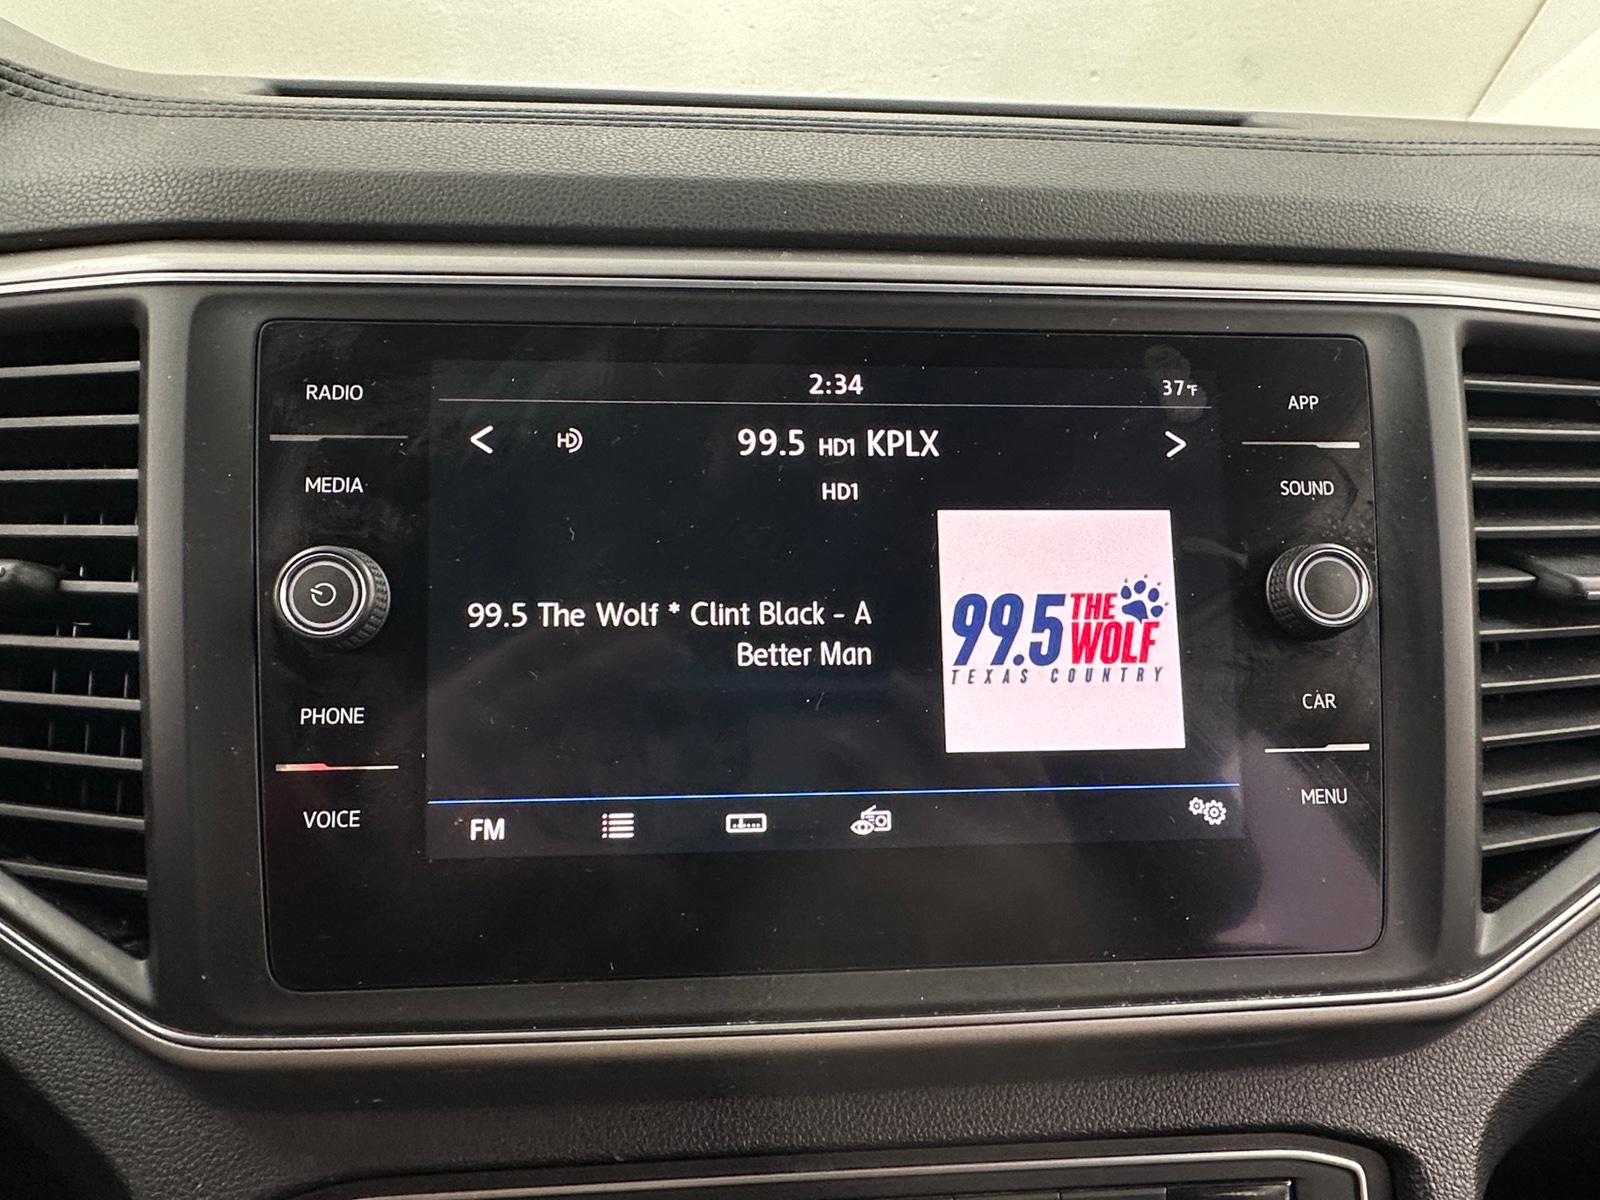 RADIO
MEDIA
PHONE
VOICE
2:34
37°F
< HD 99.5 HD1 KPLX >
HD1
99.5 The Wolf * Clint Black - A
Better Man
99.5 THE WOLF
TEXAS COUNTRY
FM
APP
SOUND
CAR
MENU